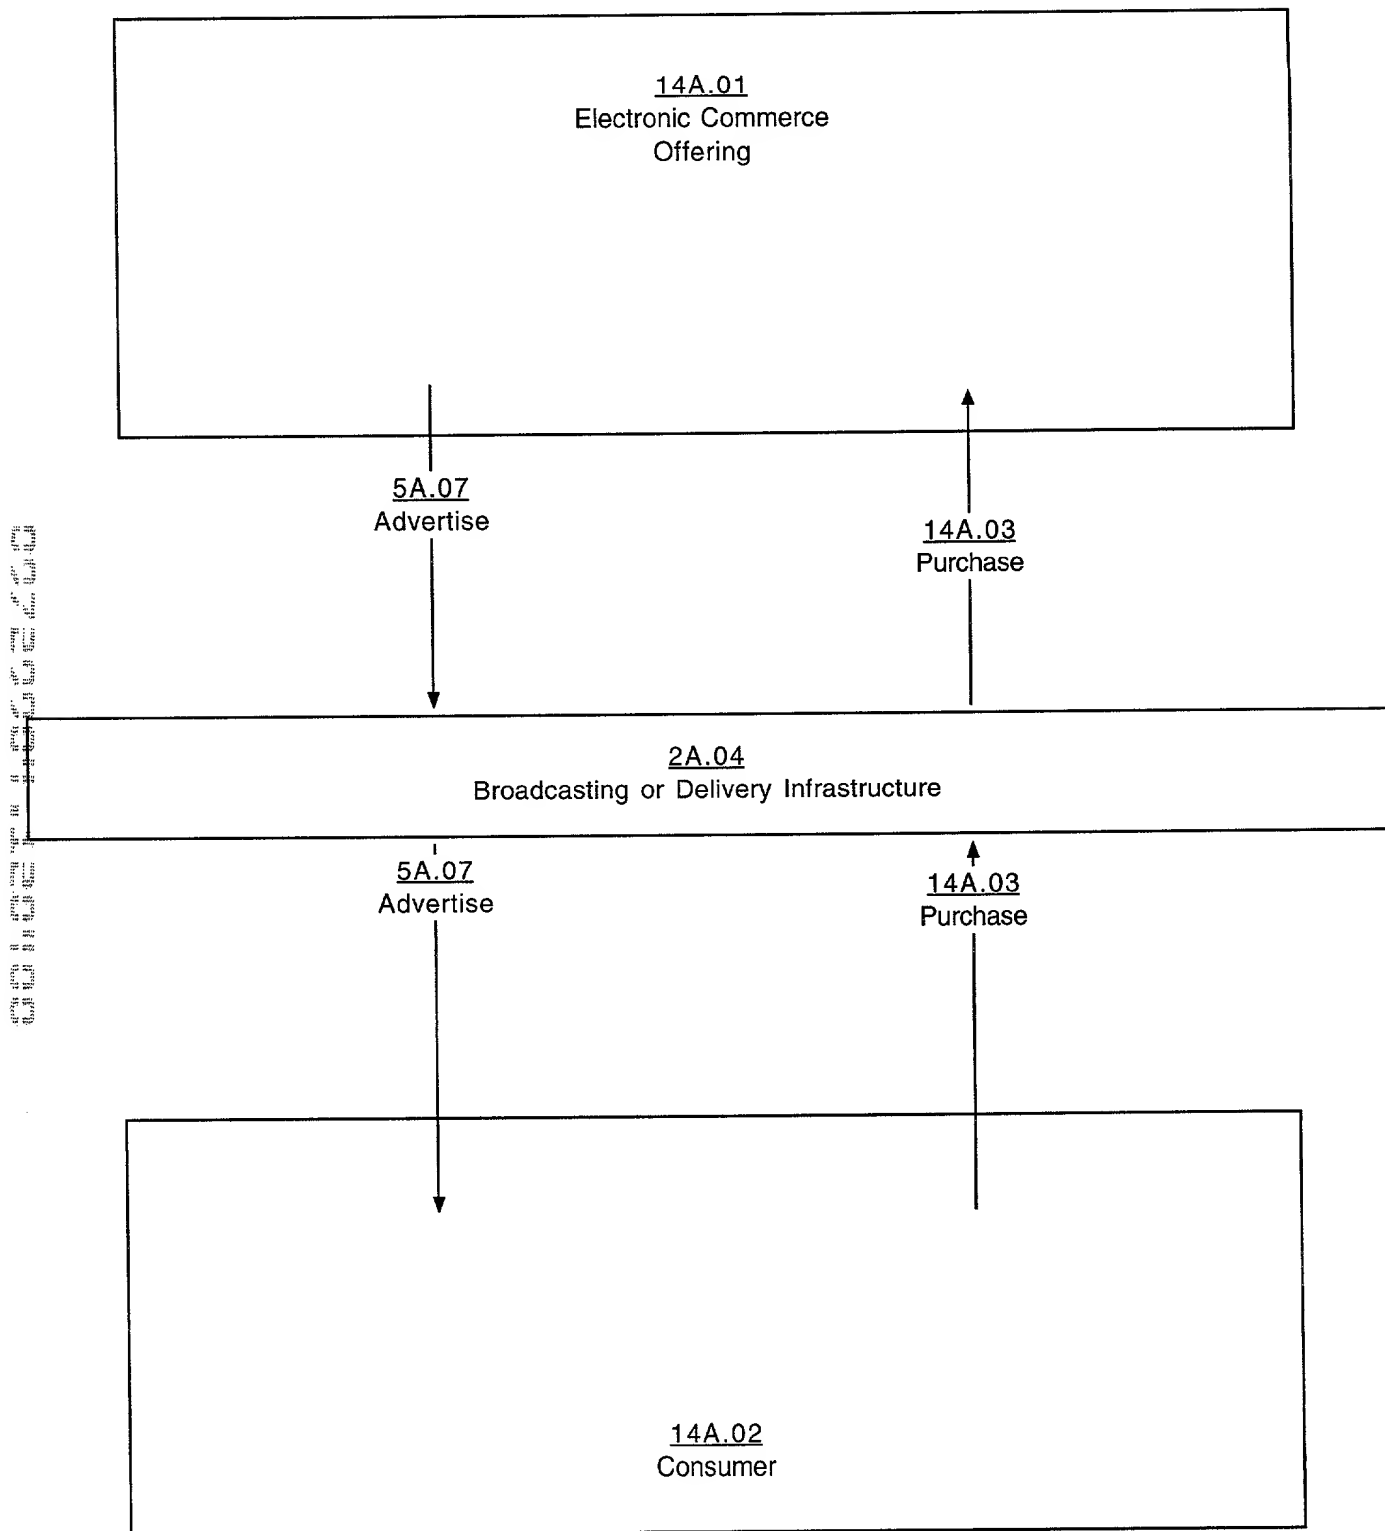 14A.01
Electronic Commerce
Offering
5A.07
Advertise
14A.03
Purchase
2A.04
Broadcasting or Delivery Infrastructure
5A.07
Advertise
14A.03
Purchase
14A.02
Consumer